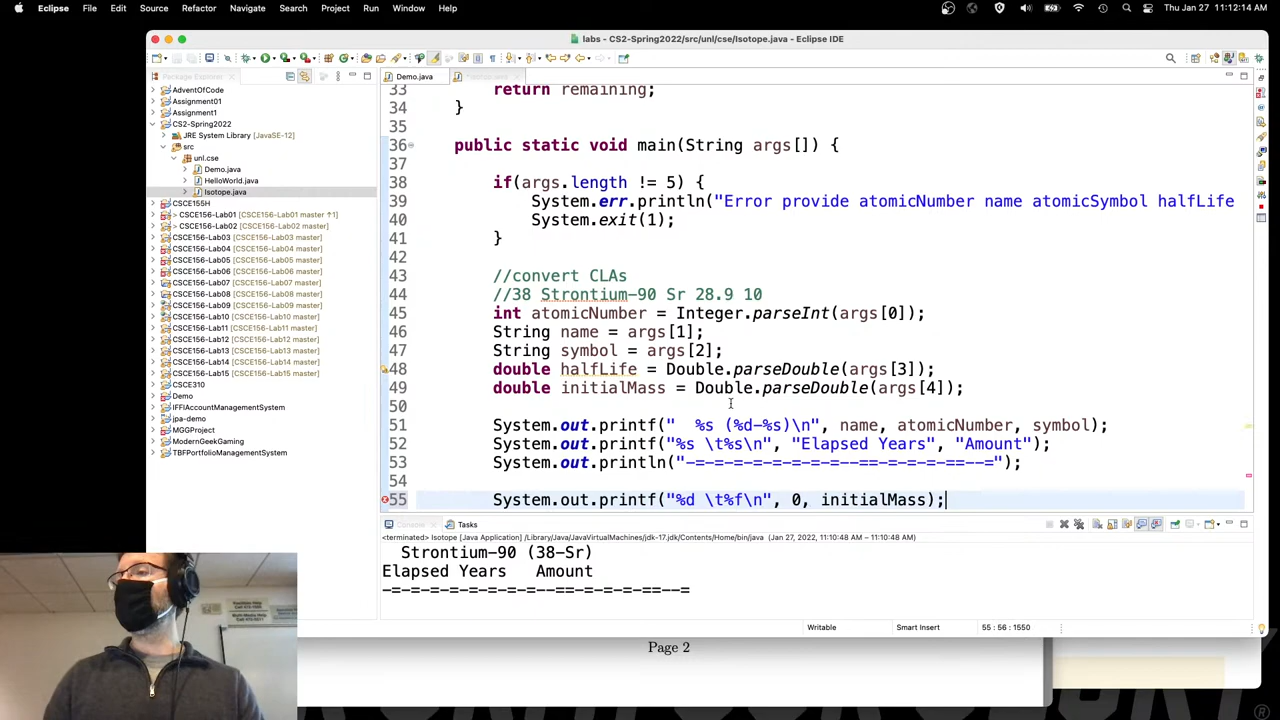 Eclipse File Edit Source Refactor Navigate Search Project Run Window Help Thu Jan 27 11:12:14 AM
labs - CS2-Spring2022/src/unl/cse/Isotope.java - Eclipse IDE
Package Explorer
Demo.java
*Isotope.java
AdventOfCode
Assignment01
Assignment1
CS2-Spring2022
JRE System Library [JavaSE-12]
src
unl.cse
Demo.java
HelloWorld.java
Isotope.java
CSCE155H
> CSCE156-Lab01 [CSCE156-Lab01 master ↑1]
> CSCE156-Lab02 [CSCE156-Lab02 master]
CSCE156-Lab03 [CSCE156-Lab03 master]
CSCE156-Lab04 [CSCE156-Lab04 master]
CSCE156-Lab05 [CSCE156-Lab05 master]
CSCE156-Lab06 [CSCE156-Lab06 master]
CSCE156-Lab07 [CSCE156-Lab07 master]
CSCE156-Lab08 [CSCE156-Lab08 master]
CSCE156-Lab09 [CSCE156-Lab09 master]
CSCE156-Lab10 [CSCE156-Lab10 master]
CSCE156-Lab11 [CSCE156-Lab11 master]
CSCE156-Lab12 [CSCE156-Lab12 master]
CSCE156-Lab13 [CSCE156-Lab13 master]
CSCE156-Lab14 [CSCE156-Lab14 master]
CSCE156-Lab15 [CSCE156-Lab15 master]
CSCE310
Demo
IFFIAccountManagementSystem
jpa-demo
MGGProject
ModernGeekGaming
TBFPortfolioManagementSystem
33 return remaining;
34 }
35
36 public static void main(String args[]) {
37
38 if(args.length != 5) {
39 System.err.println("Error provide atomicNumber name atomicSymbol halfLife
40 System.exit(1);
41 }
42
43 //convert CLAs
44 //38 Strontium-90 Sr 28.9 10
45 int atomicNumber = Integer.parseInt(args[0]);
46 String name = args[1];
47 String symbol = args[2];
48 double halfLife = Double.parseDouble(args[3]);
49 double initialMass = Double.parseDouble(args[4]);
50
51 System.out.printf("  %s (%d-%s)\n", name, atomicNumber, symbol);
52 System.out.printf("%s \t%s\n", "Elapsed Years", "Amount");
53 System.out.println("-=-=-=-=-=-=-=-=--==-=-=-==--=");
54
55 System.out.printf("%d \t%f\n", 0, initialMass);
Console Tasks
<terminated> Isotope [Java Application] /Library/Java/JavaVirtualMachines/jdk-17.jdk/Contents/Home/bin/java (Jan 27, 2022, 11:10:48 AM – 11:10:48 AM)
Strontium-90 (38-Sr)
Elapsed Years Amount
-=-=-=-=-=-=-=-=--==-=-=-==--=
Writable Smart Insert 55 : 56 : 1550
Page 2